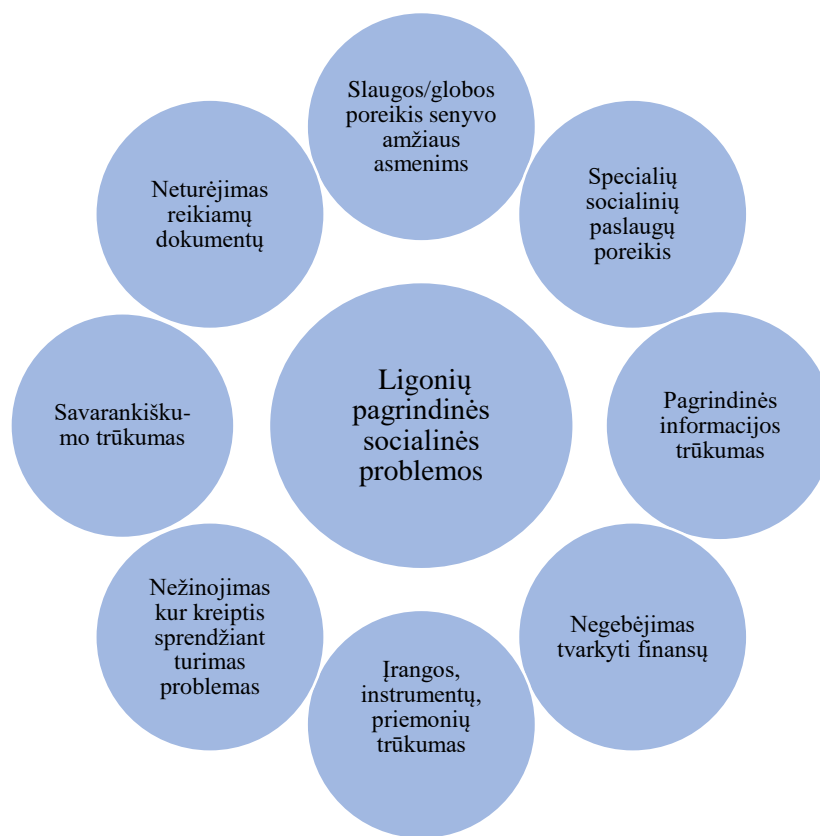 Slaugos/globos
poreikis senyvo
amžiaus
asmenims
Specialių
socialinių
paslaugų
poreikis
Pagrindinės
informacijos
trūkumas
Negebėjimas
tvarkyti finansų
Įrangos,
instrumentų,
priemonių
trūkumas
Nežinojimas
kur kreiptis
sprendžiant
turimas
problemas
Savarankišku-
mo trūkumas
Neturėjimas
reikiamų
dokumentų
Ligonių
pagrindinės
socialinės
problemos